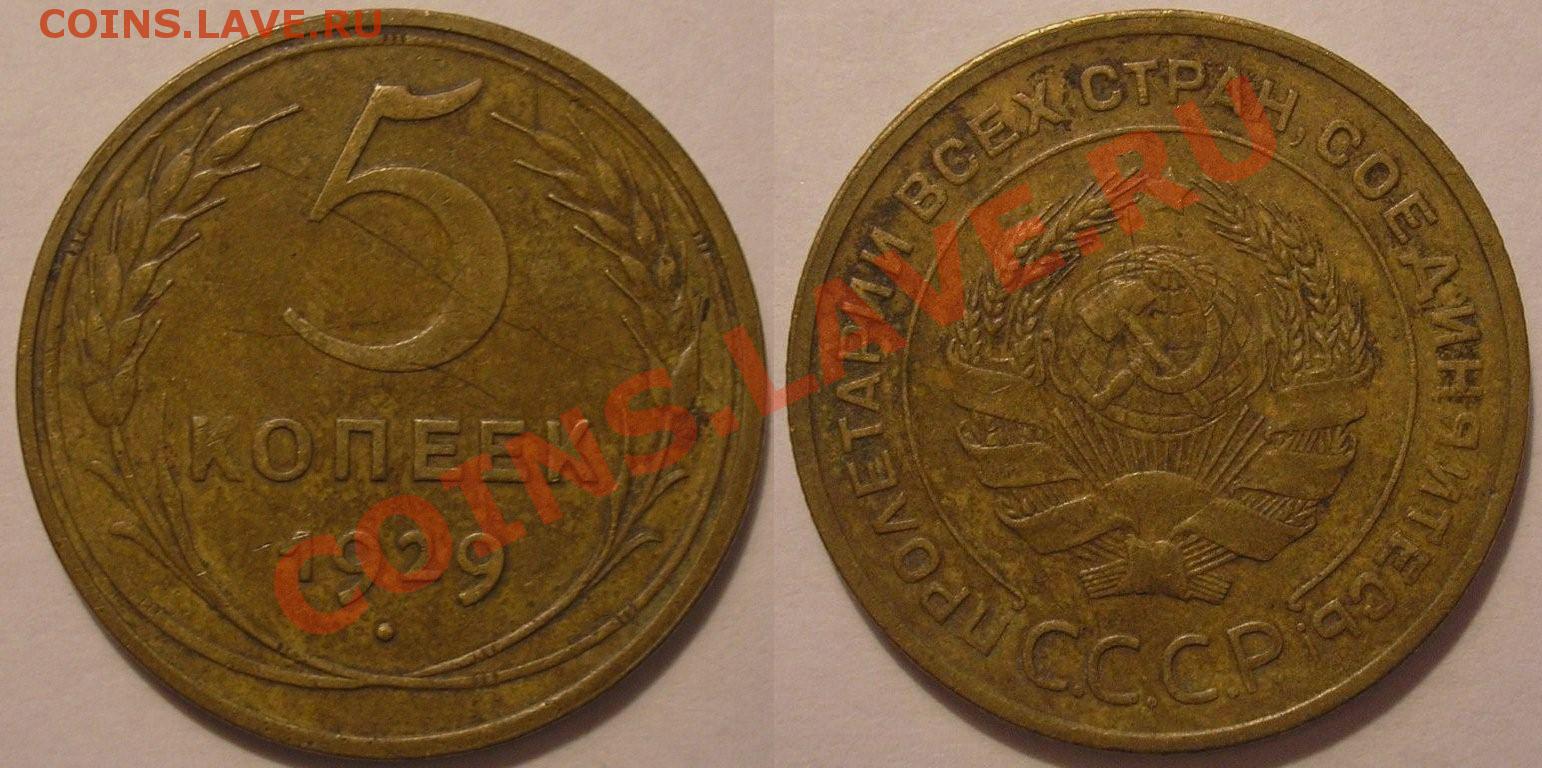 COINS.LAVE.RU
5
КОПЕЕК
1929
ПРОЛЕТАРИИ ВСЕХ СТРАН, СОЕДИНЯЙТЕСЬ!
С.С.С.Р.
COINS.LAVE.RU